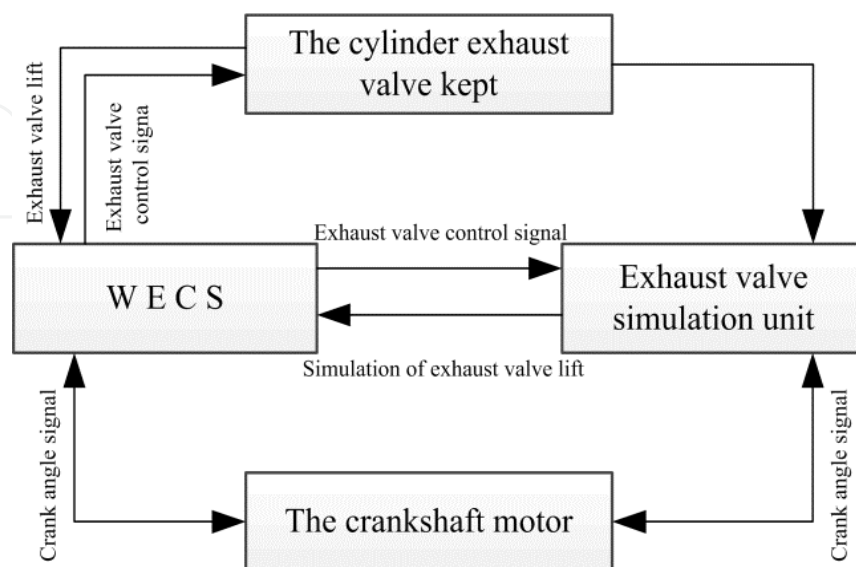 The cylinder exhaust
valve kept
Exhaust valve lift
Exhaust valve
control signa
Exhaust valve control signal
W E C S
Exhaust valve
simulation unit
Simulation of exhaust valve lift
Crank angle signal
The crankshaft motor
Crank angle signal